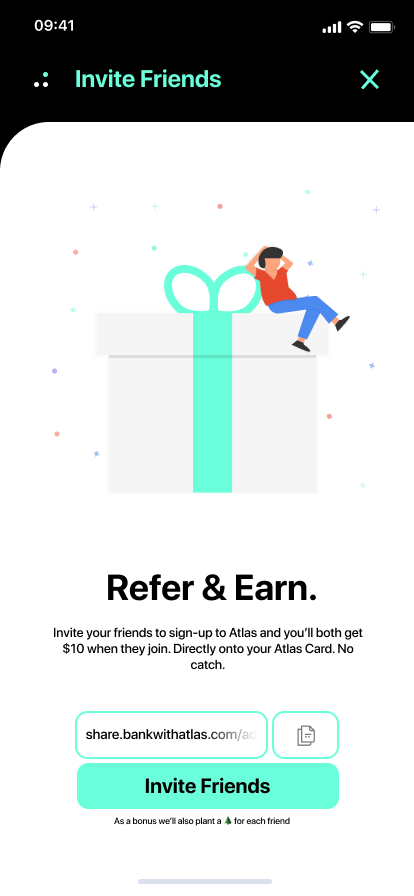 09:41
Invite Friends
Refer & Earn.
Invite your friends to sign-up to Atlas and you’ll both get
$10 when they join. Directly onto your Atlas Card. No
catch.
share.bankwithatlas.com/ad
Invite Friends
As a bonus we’ll also plant a 🌲 for each friend